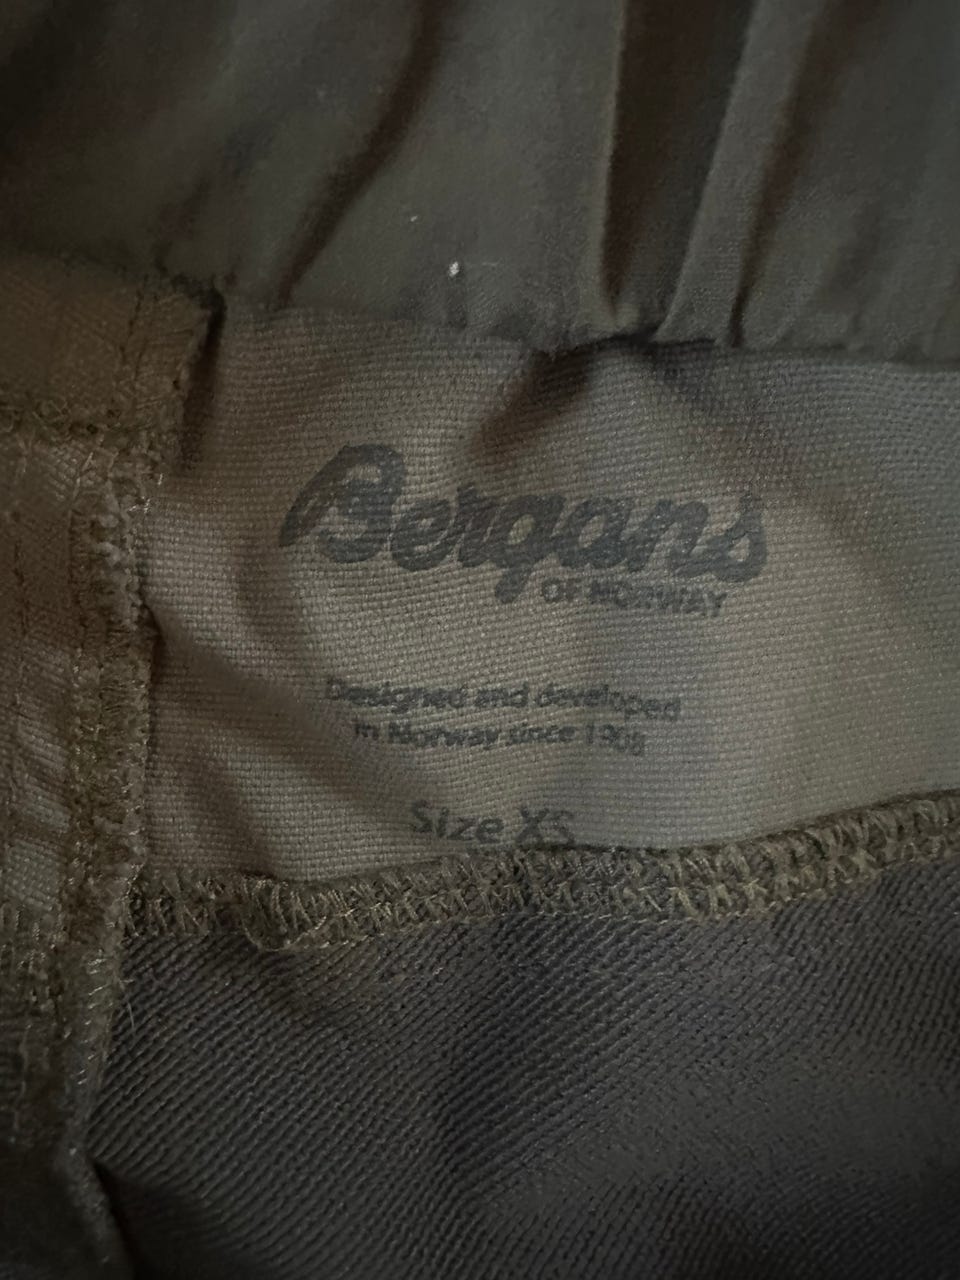 Bergans
OF NORWAY
Designed and developed
in Norway since 1908
Size XS